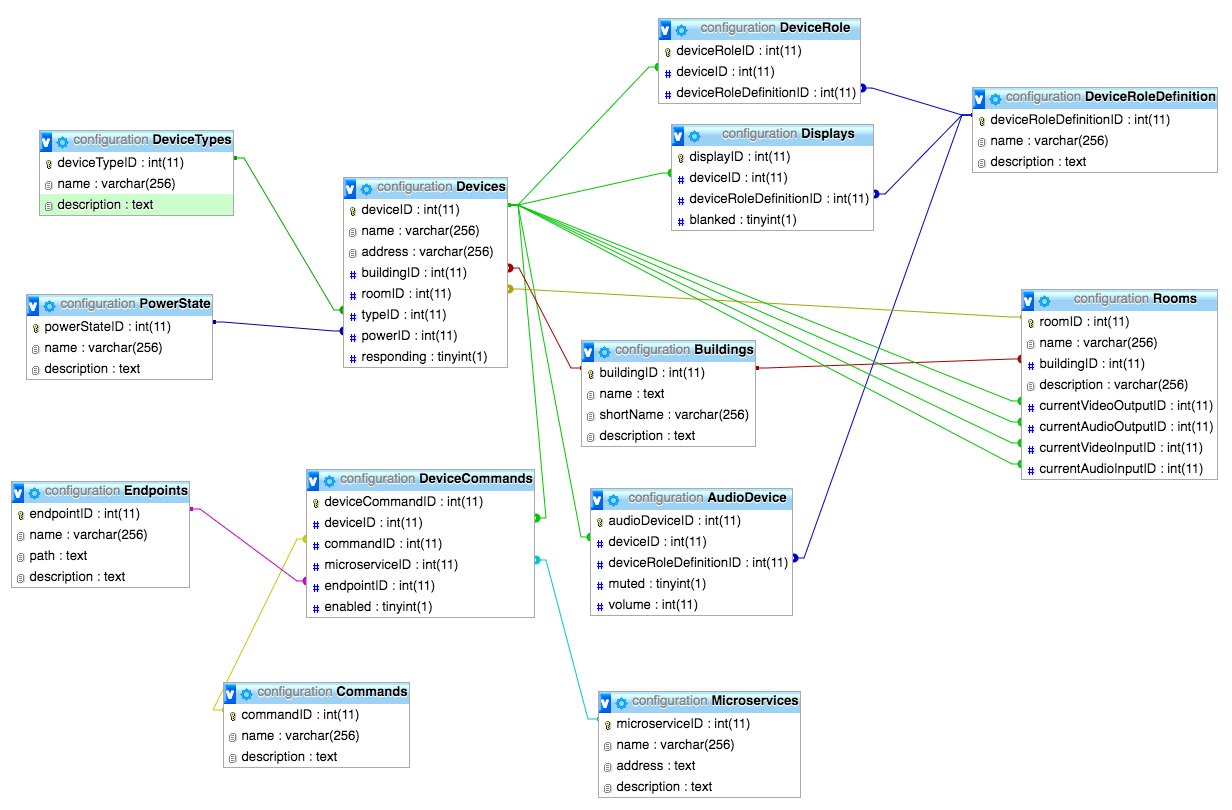 configuration DeviceRole
deviceRoleID : int(11)
deviceID : int(11)
deviceRoleDefinitionID : int(11)
configuration DeviceRoleDefinition
deviceRoleDefinitionID : int(11)
name : varchar(256)
description : text
configuration Displays
displayID : int(11)
deviceID : int(11)
deviceRoleDefinitionID : int(11)
blanked : tinyint(1)
configuration DeviceTypes
deviceTypeID : int(11)
name : varchar(256)
description : text
configuration Devices
deviceID : int(11)
name : varchar(256)
address : varchar(256)
buildingID : int(11)
roomID : int(11)
typeID : int(11)
powerID : int(11)
responding : tinyint(1)
configuration PowerState
powerStateID : int(11)
name : varchar(256)
description : text
configuration Rooms
roomID : int(11)
name : varchar(256)
buildingID : int(11)
description : varchar(256)
currentVideoOutputID : int(11)
currentAudioOutputID : int(11)
currentVideoInputID : int(11)
currentAudioInputID : int(11)
configuration Buildings
buildingID : int(11)
name : text
shortName : varchar(256)
description : text
configuration Endpoints
endpointID : int(11)
name : varchar(256)
path : text
description : text
configuration DeviceCommands
deviceCommandID : int(11)
deviceID : int(11)
commandID : int(11)
microserviceID : int(11)
endpointID : int(11)
enabled : tinyint(1)
configuration AudioDevice
audioDeviceID : int(11)
deviceID : int(11)
deviceRoleDefinitionID : int(11)
muted : tinyint(1)
volume : int(11)
configuration Commands
commandID : int(11)
name : varchar(256)
description : text
configuration Microservices
microserviceID : int(11)
name : varchar(256)
address : text
description : text